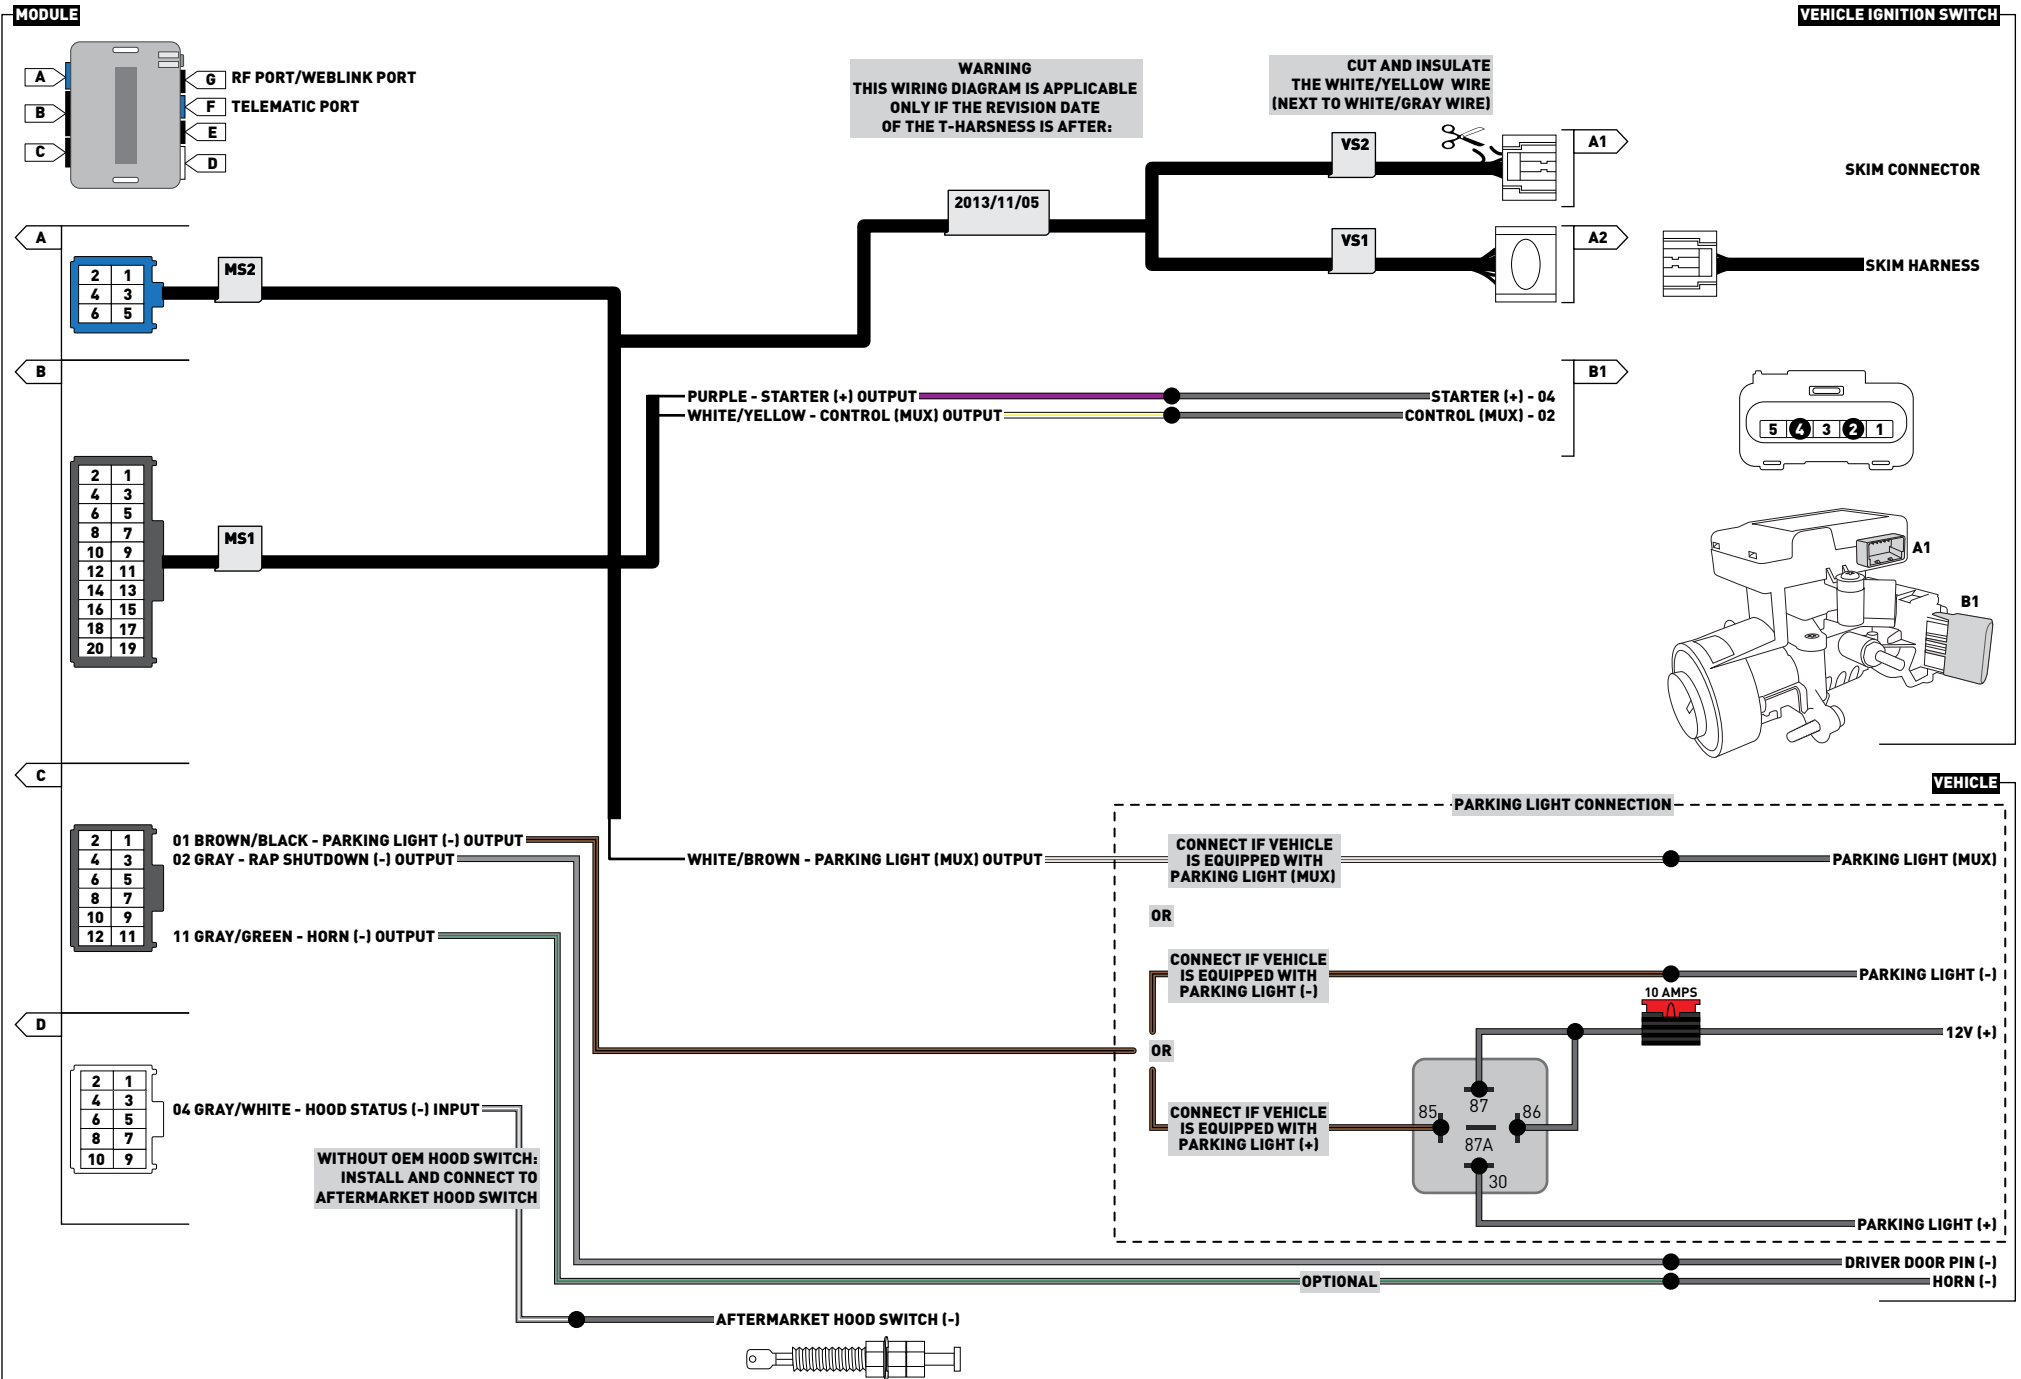 MODULE
VEHICLE IGNITION SWITCH
A
B
C
G RF PORT/WEBLINK PORT
F TELEMATIC PORT
E
D
WARNING
THIS WIRING DIAGRAM IS APPLICABLE
ONLY IF THE REVISION DATE
OF THE T-HARSNESS IS AFTER:
2013/11/05
CUT AND INSULATE
THE WHITE/YELLOW WIRE
(NEXT TO WHITE/GRAY WIRE)
VS2
A1
SKIM CONNECTOR
VS1
A2
SKIM HARNESS
A
2 1
4 3
6 5
MS2
B
PURPLE - STARTER (+) OUTPUT
STARTER (+) - 04
WHITE/YELLOW - CONTROL (MUX) OUTPUT
CONTROL (MUX) - 02
B1
5 4 3 2 1
2 1
4 3
6 5
8 7
10 9
12 11
14 13
16 15
18 17
20 19
MS1
A1
B1
VEHICLE
C
2 1
4 3
6 5
8 7
10 9
12 11
01 BROWN/BLACK - PARKING LIGHT (-) OUTPUT
02 GRAY - RAP SHUTDOWN (-) OUTPUT
11 GRAY/GREEN - HORN (-) OUTPUT
WHITE/BROWN - PARKING LIGHT (MUX) OUTPUT
PARKING LIGHT CONNECTION
CONNECT IF VEHICLE
IS EQUIPPED WITH
PARKING LIGHT (MUX)
PARKING LIGHT (MUX)
OR
CONNECT IF VEHICLE
IS EQUIPPED WITH
PARKING LIGHT (-)
PARKING LIGHT (-)
10 AMPS
12V (+)
OR
CONNECT IF VEHICLE
IS EQUIPPED WITH
PARKING LIGHT (+)
85
87
86
87A
30
PARKING LIGHT (+)
D
2 1
4 3
6 5
8 7
10 9
04 GRAY/WHITE - HOOD STATUS (-) INPUT
WITHOUT OEM HOOD SWITCH:
INSTALL AND CONNECT TO
AFTERMARKET HOOD SWITCH
DRIVER DOOR PIN (-)
OPTIONAL
HORN (-)
AFTERMARKET HOOD SWITCH (-)